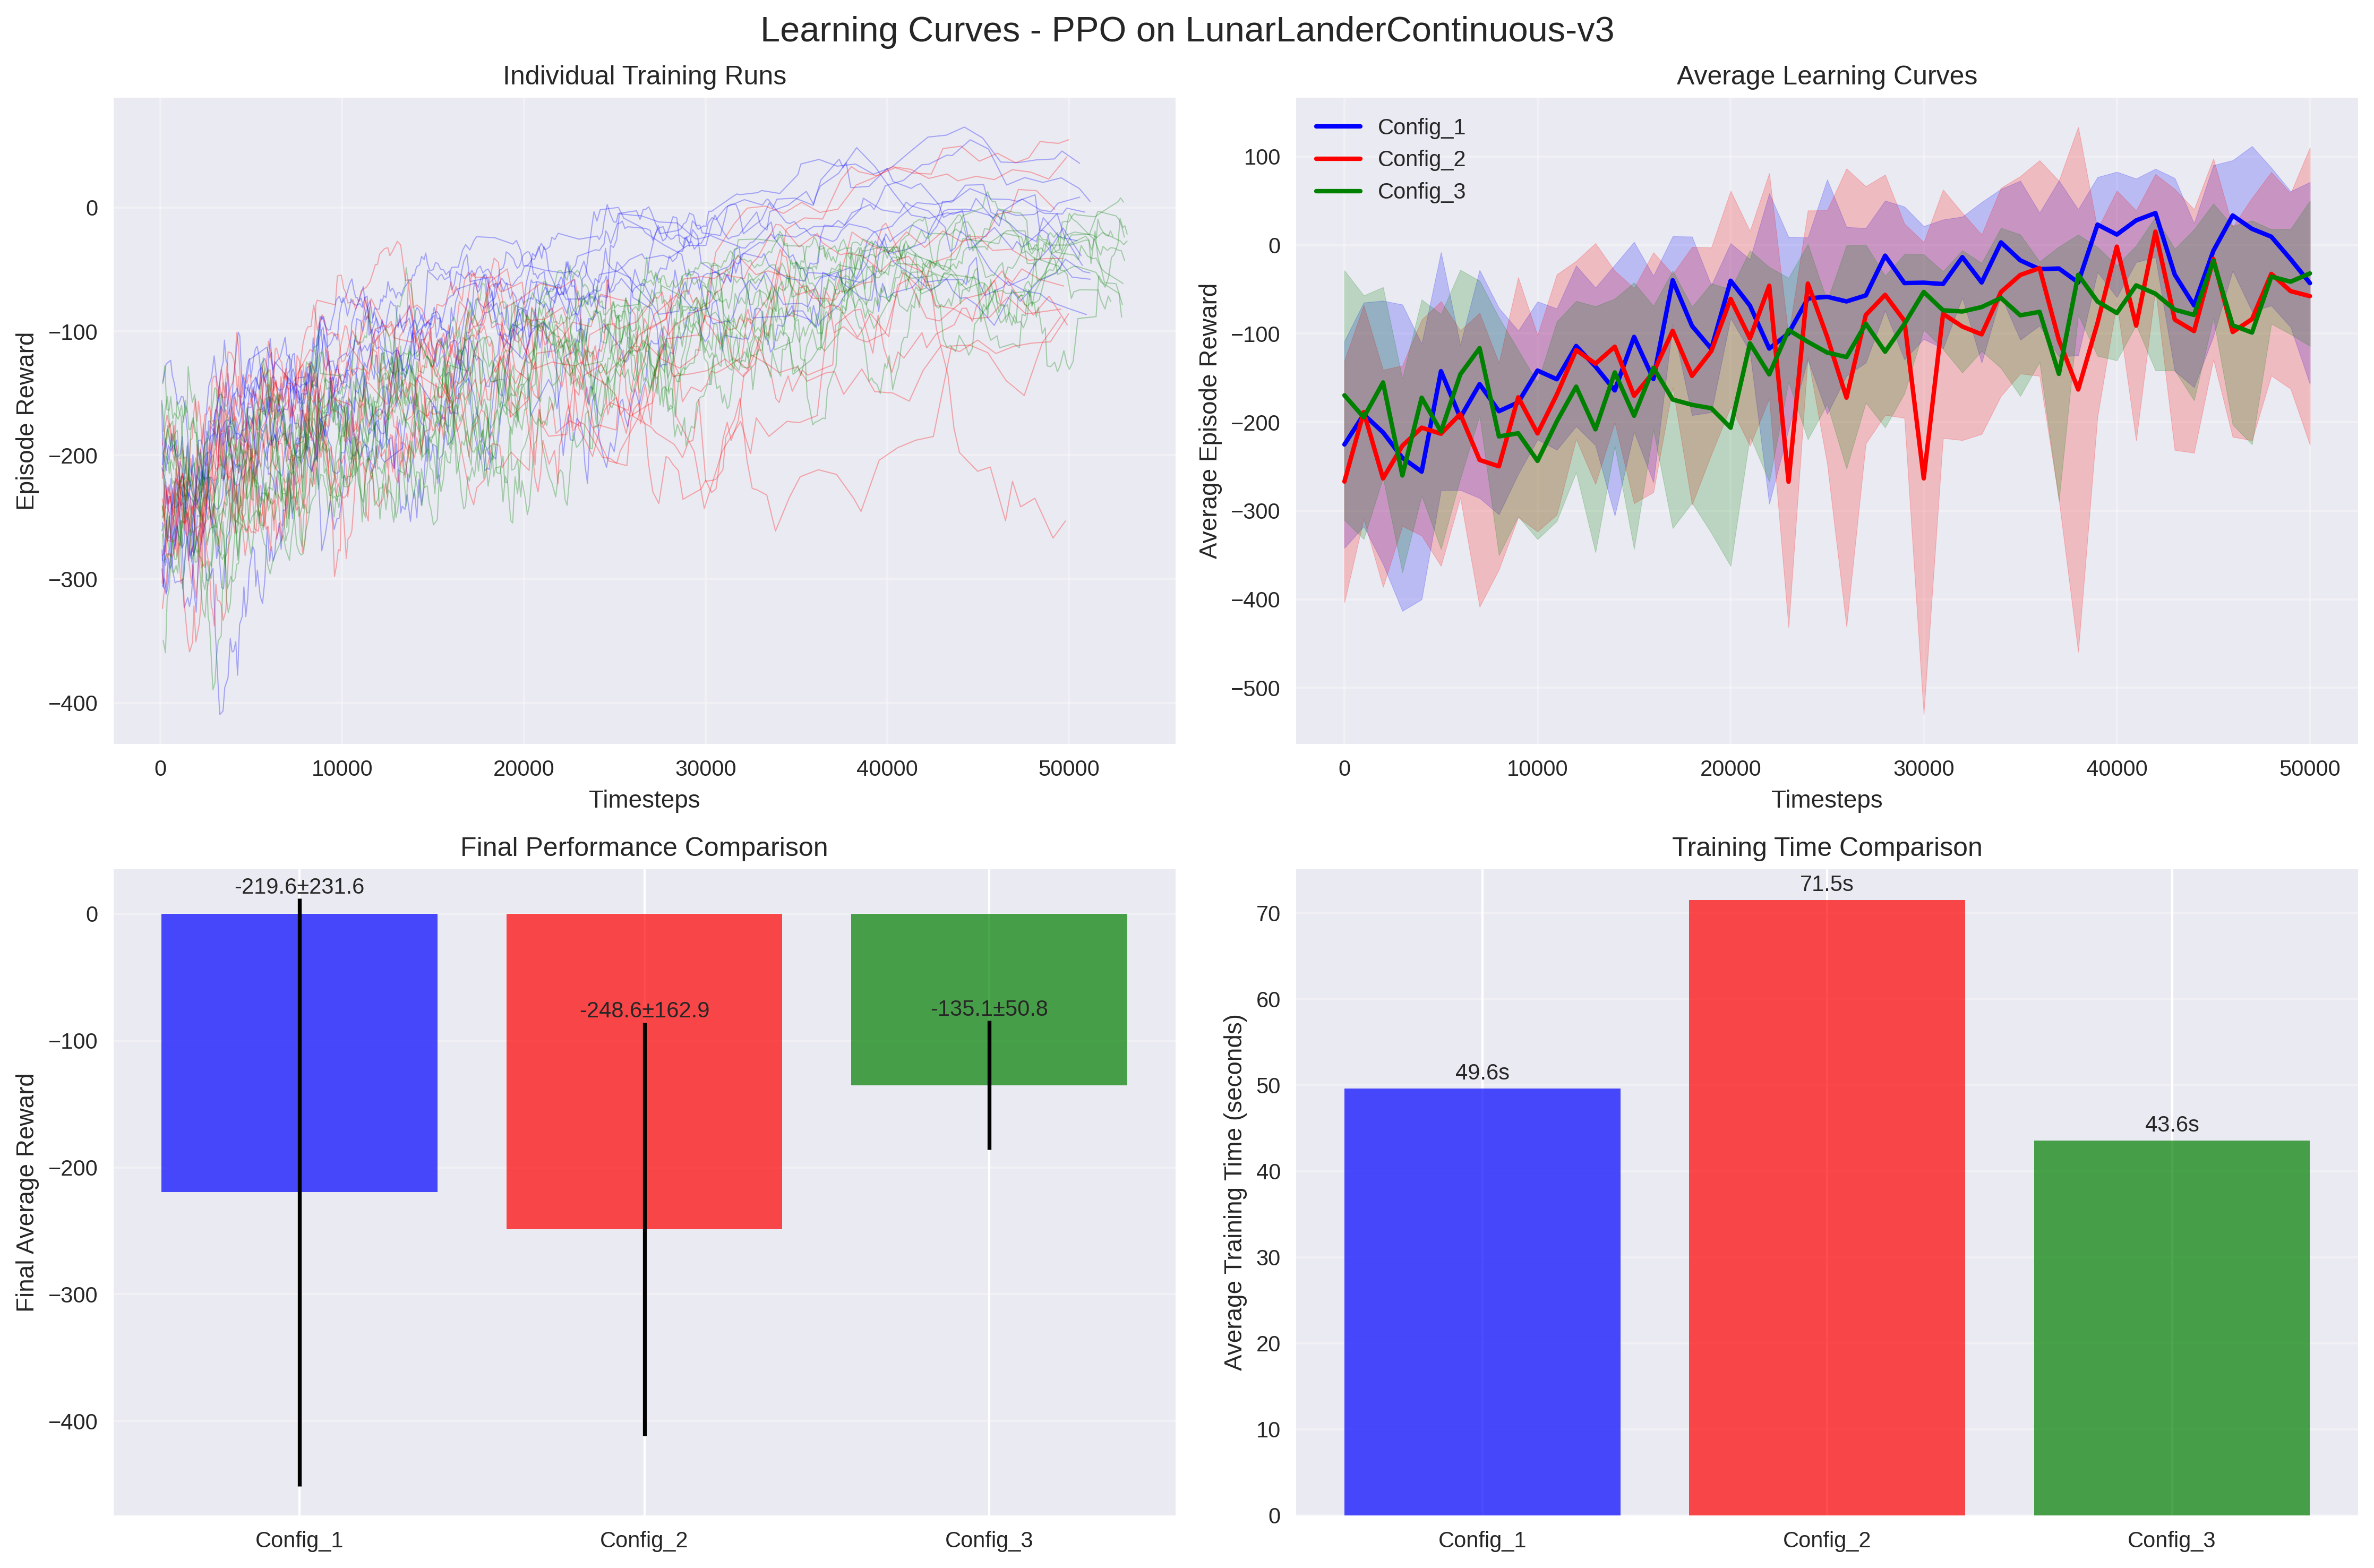 Learning Curves - PPO on LunarLanderContinuous-v3
Individual Training Runs
Episode Reward
0
−100
−200
−300
−400
0 10000 20000 30000 40000 50000
Timesteps
Average Learning Curves
Config_1
Config_2
Config_3
Average Episode Reward
100
0
−100
−200
−300
−400
−500
0 10000 20000 30000 40000 50000
Timesteps
Final Performance Comparison
Final Average Reward
0
−100
−200
−300
−400
-219.6±231.6
-248.6±162.9
-135.1±50.8
Config_1 Config_2 Config_3
Training Time Comparison
Average Training Time (seconds)
70
60
50
40
30
20
10
0
49.6s
71.5s
43.6s
Config_1 Config_2 Config_3